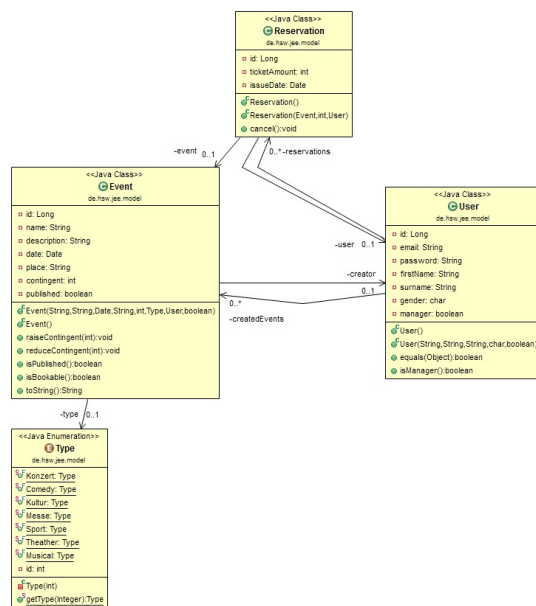 <<Java Class>>
Reservation
de.hsw.jee.model
id: Long
ticketAmount: int
issueDate: Date
Reservation()
Reservation(Event,int,User)
cancel():void
-event 0..1
0..* -reservations
<<Java Class>>
Event
de.hsw.jee.model
id: Long
name: String
description: String
date: Date
place: String
contingent: int
published: boolean
Event(String,String,Date,String,int,Type,User,boolean)
Event()
raiseContingent(int):void
reduceContingent(int):void
isPublished():boolean
isBookable():boolean
toString():String
-user 0..1
-creator
0..1
0..*
-createdEvents
<<Java Class>>
User
de.hsw.jee.model
id: Long
email: String
password: String
firstName: String
surname: String
gender: char
manager: boolean
User()
User(String,String,String,char,boolean)
equals(Object):boolean
isManager():boolean
-type 0..1
<<Java Enumeration>>
Type
de.hsw.jee.model
Konzert: Type
Comedy: Type
Kultur: Type
Messe: Type
Sport: Type
Theather: Type
Musical: Type
id: int
Type(int)
getType(Integer):Type